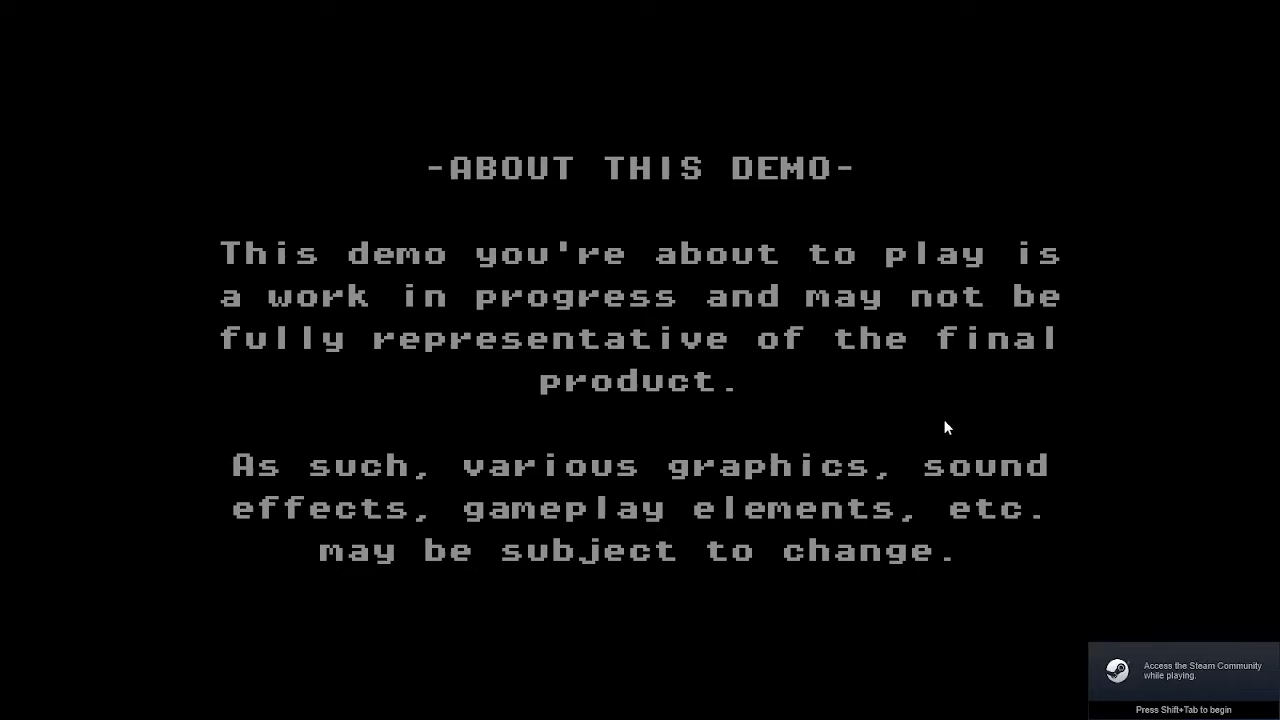 -ABOUT THIS DEMO-
This demo you're about to play is
a work in progress and may not be
fully representative of the final
product.
As such, various graphics, sound
effects, gameplay elements, etc.
may be subject to change.
Access the Steam Community
while playing.
Press Shift+Tab to begin